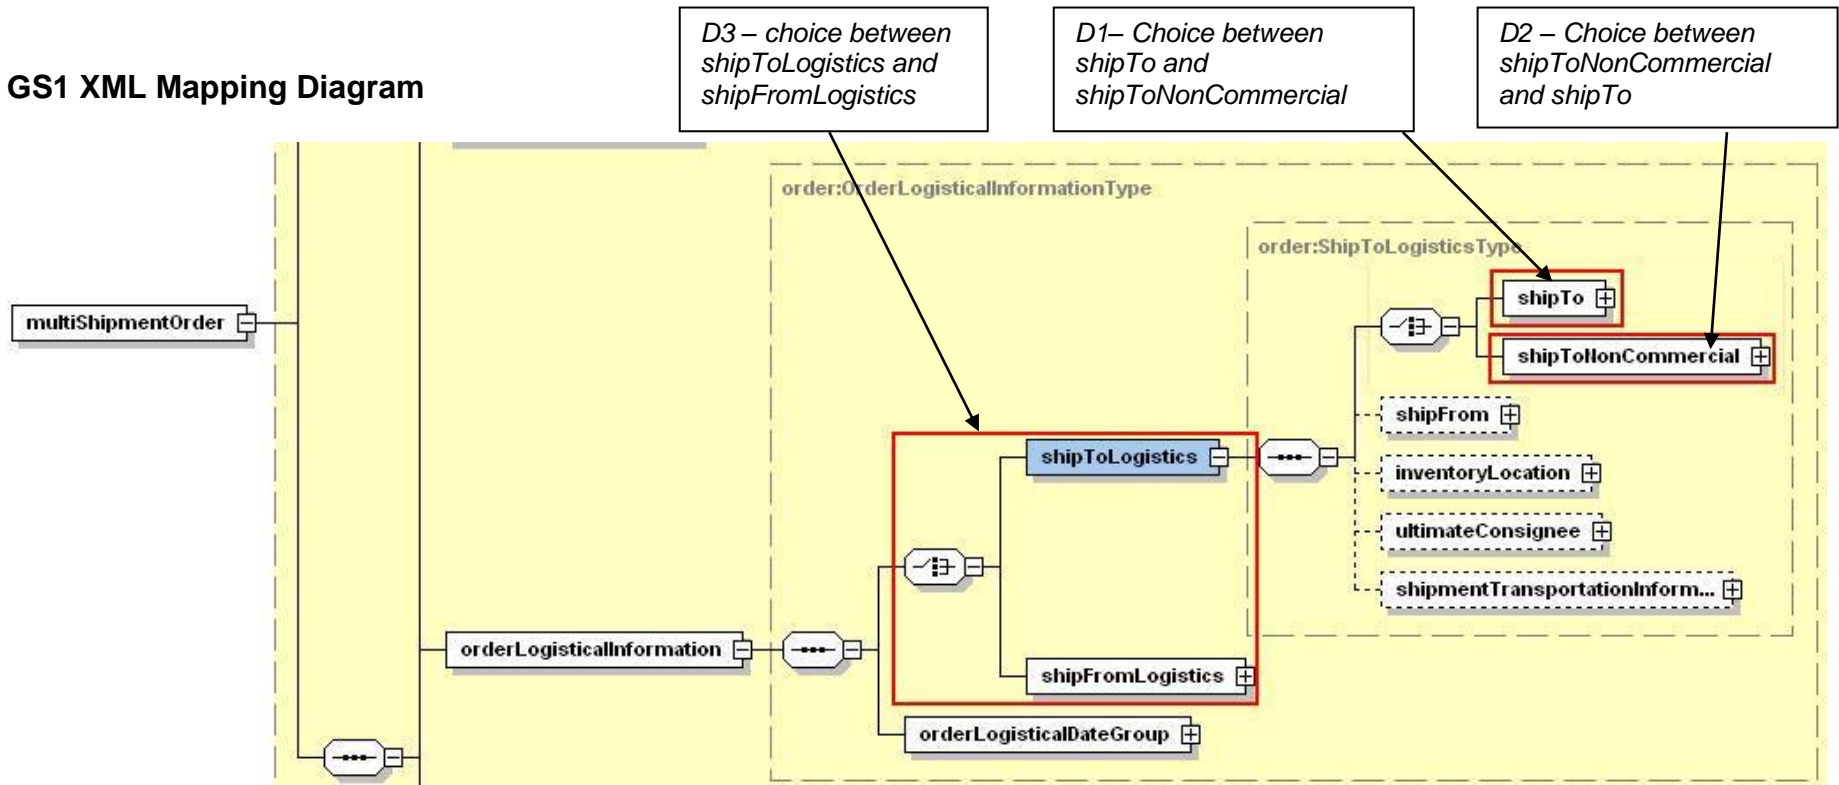 D3 – choice between
shipToLogistics and
shipFromLogistics
D1– Choice between
shipTo and
shipToNonCommercial
D2 – Choice between
shipToNonCommercial
and shipTo
GS1 XML Mapping Diagram
order:OrderLogisticalInformationType
order:ShipToLogisticsType
shipTo
multiShipmentOrder
shipToNonCommercial
shipFrom
shipToLogistics
inventoryLocation
ultimateConsignee
shipmentTransportationInform...
orderLogisticalInformation
shipFromLogistics
orderLogisticalDateGroup